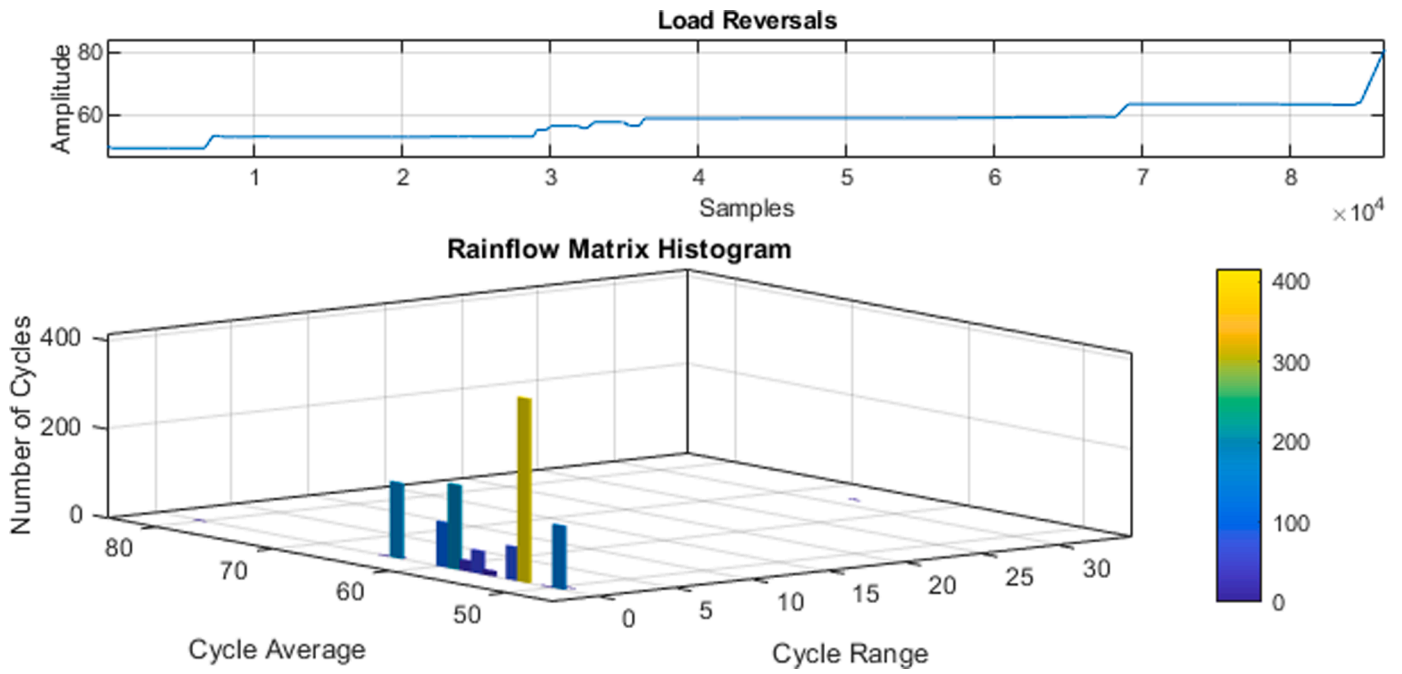 Load Reversals
Amplitude
80
60
1 2 3 4 5 6 7 8
Samples
×10⁴
Rainflow Matrix Histogram
Number of Cycles
400
200
0
80
70
60
50
Cycle Average
0
5
10
15
20
25
30
Cycle Range
400
300
200
100
0